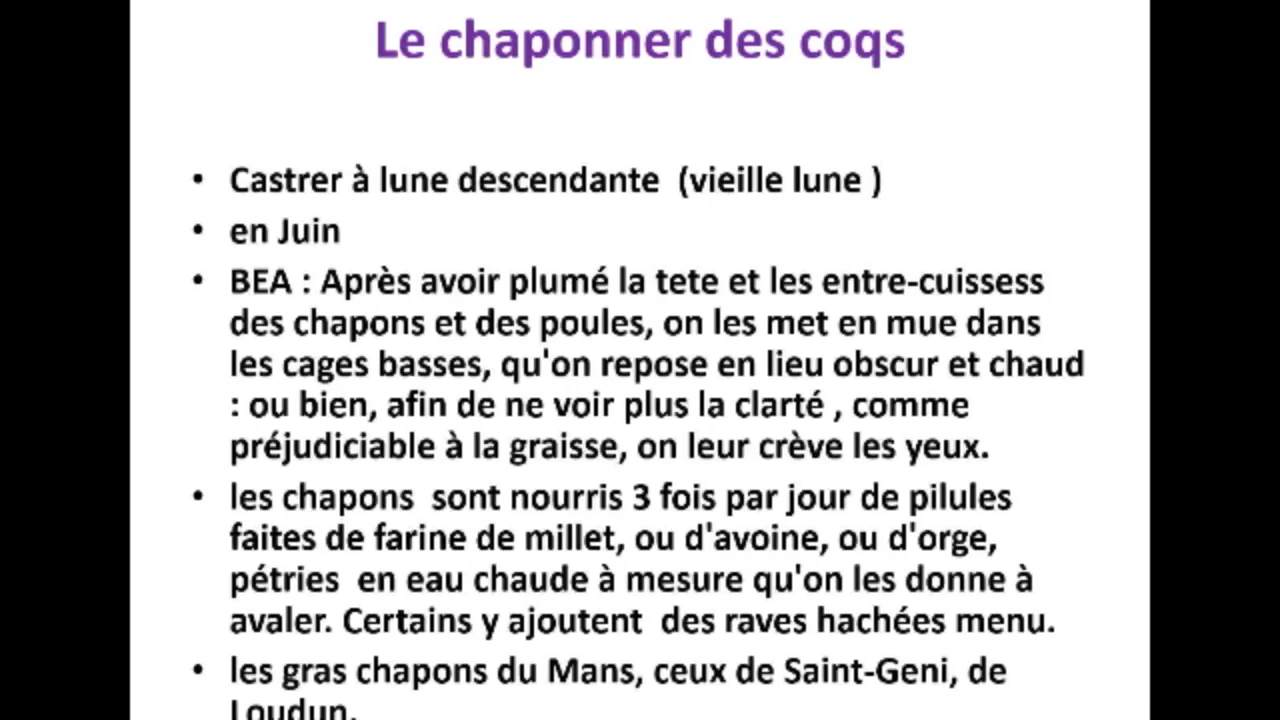 Le chaponner des coqs
• Castrer à lune descendante (vieille lune )
• en Juin
• BEA : Après avoir plumé la tete et les entre-cuissess
des chapons et des poules, on les met en mue dans
les cages basses, qu'on repose en lieu obscur et chaud
: ou bien, afin de ne voir plus la clarté , comme
préjudiciable à la graisse, on leur crève les yeux.
• les chapons sont nourris 3 fois par jour de pilules
faites de farine de millet, ou d'avoine, ou d'orge,
pétries en eau chaude à mesure qu'on les donne à
avaler. Certains y ajoutent des raves hachées menu.
• les gras chapons du Mans, ceux de Saint-Geni, de
Loudun.